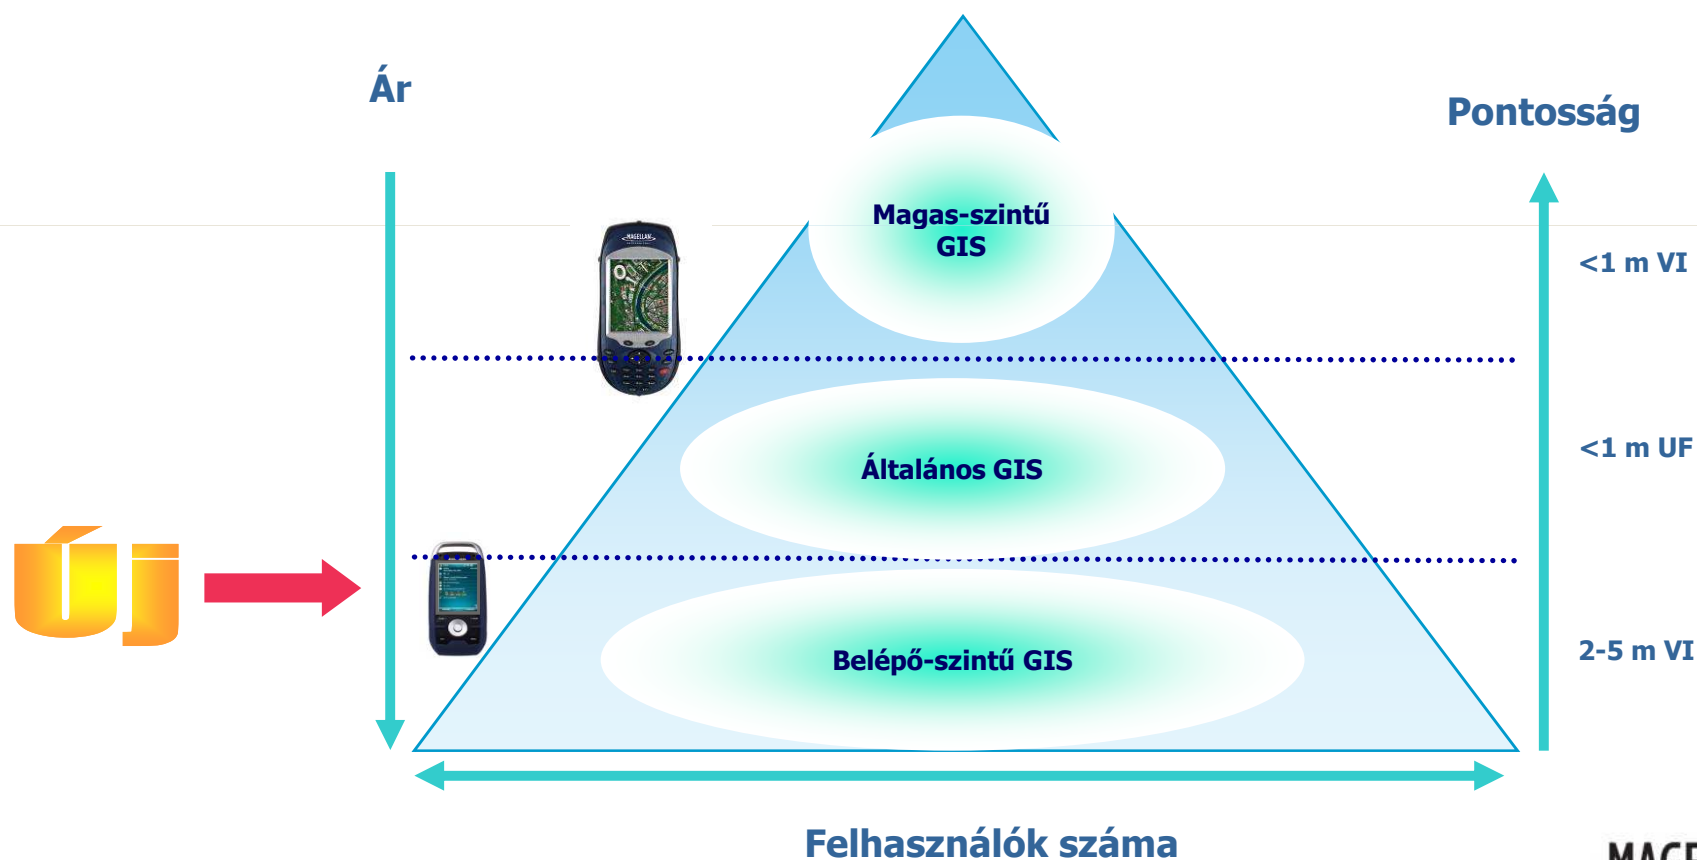 Ár
Pontosság
MAGELLAN
Magas-szintű
GIS
<1 m VI
Általános GIS
<1 m UF
Új
Belépő-szintű GIS
2-5 m VI
Felhasználók száma